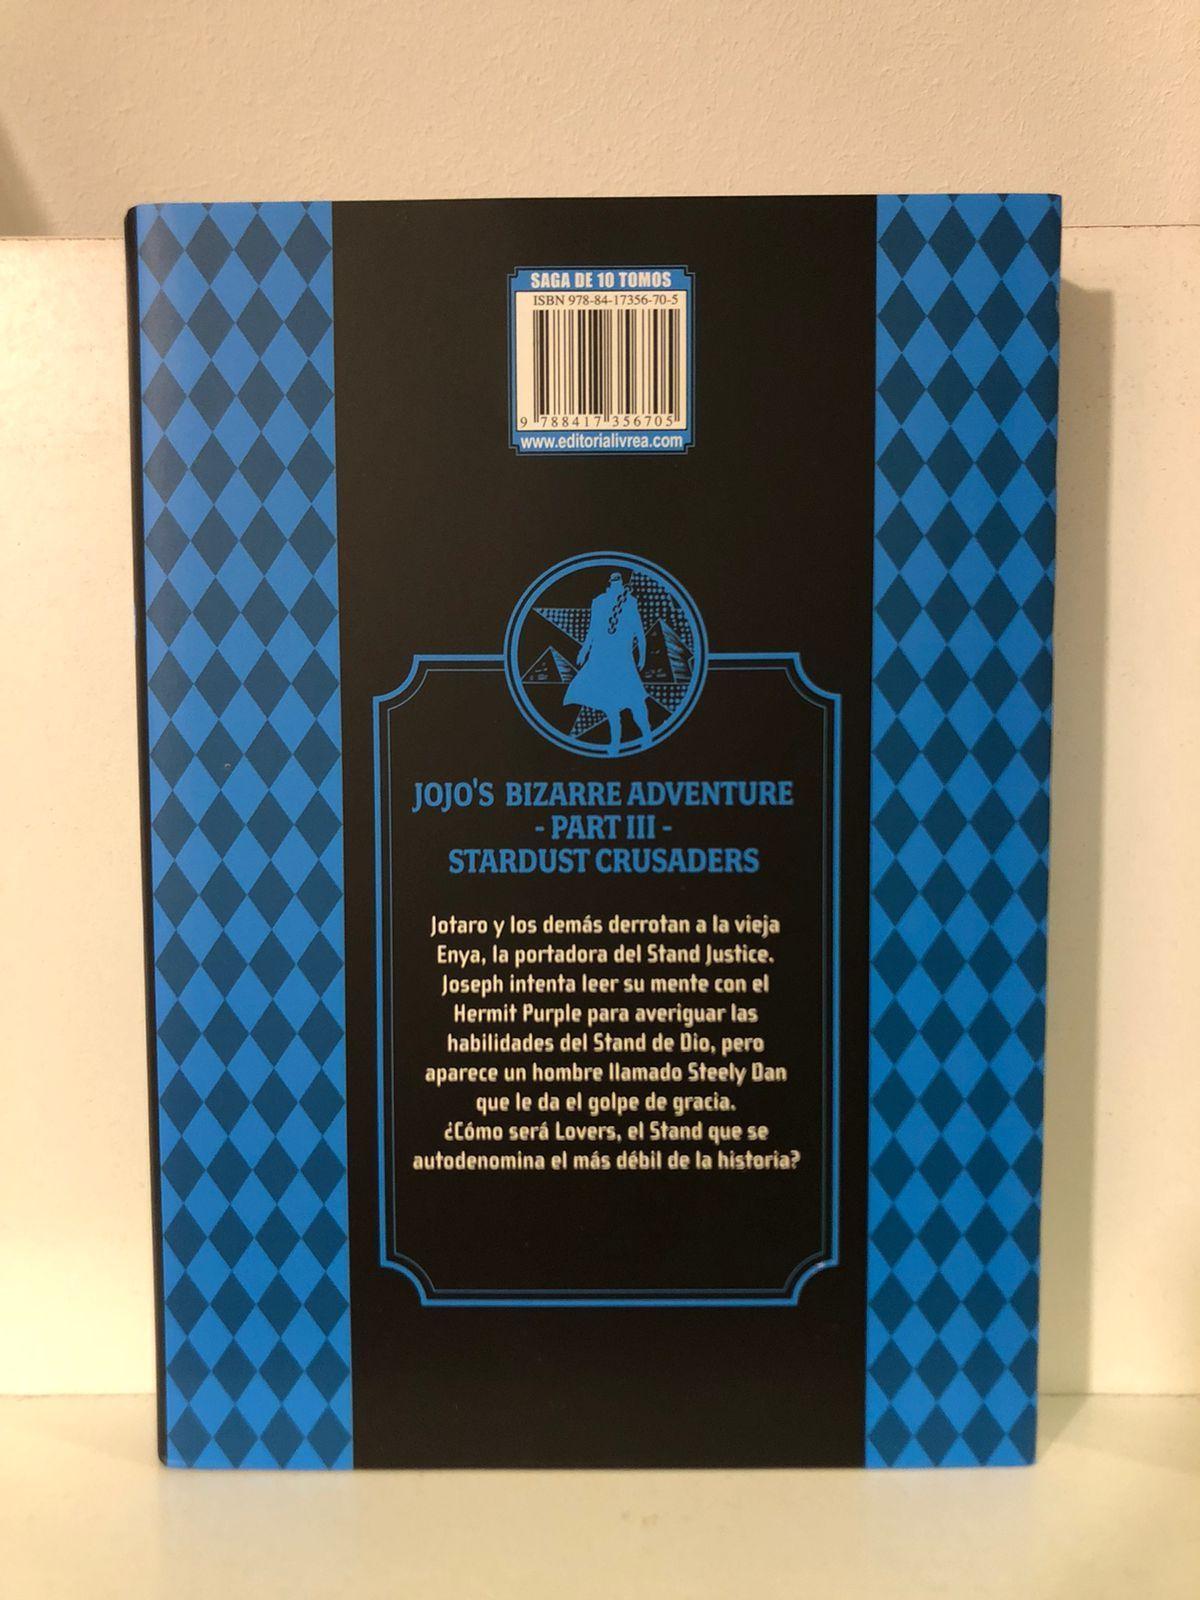 SAGA DE 10 TOMOS
ISBN 978-84-17356-70-5
9 788417 356705
www.editorialivrea.com
JOJO'S BIZARRE ADVENTURE
- PART III -
STARDUST CRUSADERS
Jotaro y los demás derrotan a la vieja
Enya, la portadora del Stand Justice.
Joseph intenta leer su mente con el
Hermit Purple para averiguar las
habilidades del Stand de Dio, pero
aparece un hombre llamado Steely Dan
que le da el golpe de gracia.
¿Cómo será Lovers, el Stand que se
autodenomina el más débil de la historia?